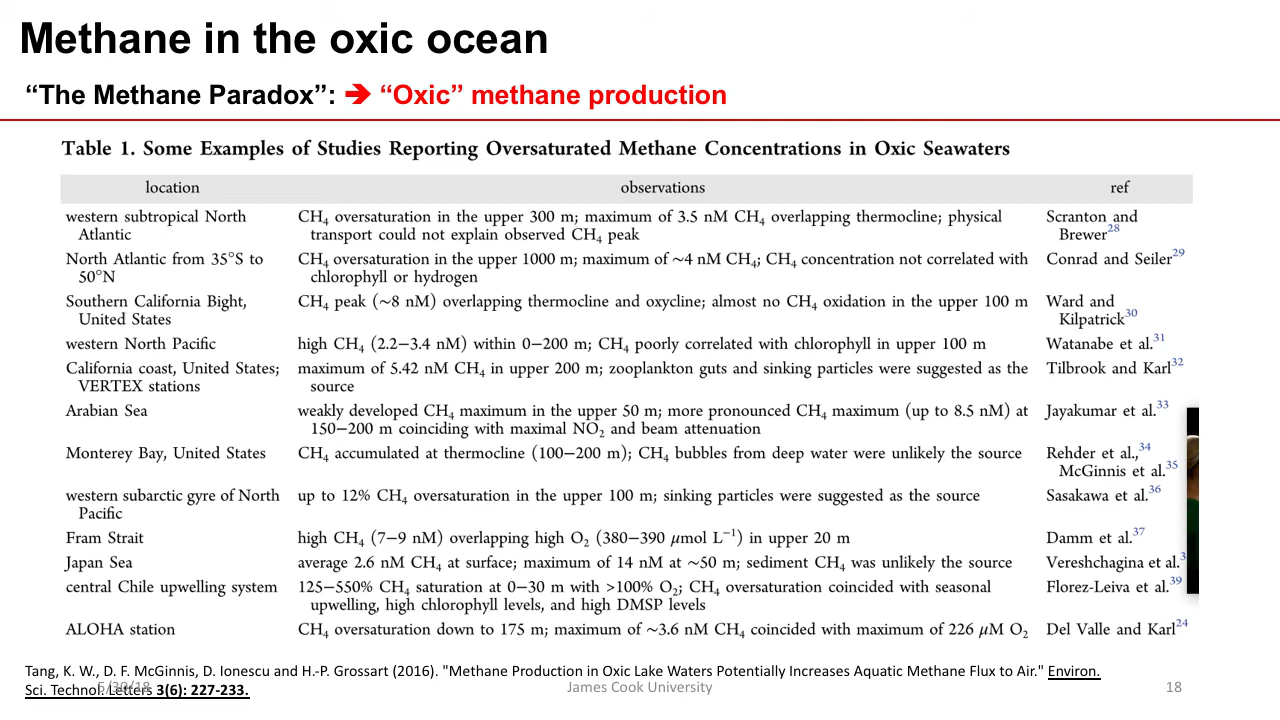 Methane in the oxic ocean
“The Methane Paradox”: ➔ “Oxic” methane production
Table 1. Some Examples of Studies Reporting Oversaturated Methane Concentrations in Oxic Seawaters
location observations ref
western subtropical North CH4 oversaturation in the upper 300 m; maximum of 3.5 nM CH4 overlapping thermocline; physical Scranton and
Atlantic transport could not explain observed CH4 peak Brewer28
North Atlantic from 35°S to CH4 oversaturation in the upper 1000 m; maximum of ~4 nM CH4; CH4 concentration not correlated with Conrad and Seiler29
50°N chlorophyll or hydrogen
Southern California Bight, CH4 peak (~8 nM) overlapping thermocline and oxycline; almost no CH4 oxidation in the upper 100 m Ward and
United States Kilpatrick30
western North Pacific high CH4 (2.2−3.4 nM) within 0−200 m; CH4 poorly correlated with chlorophyll in upper 100 m Watanabe et al.31
California coast, United States; maximum of 5.42 nM CH4 in upper 200 m; zooplankton guts and sinking particles were suggested as the Tilbrook and Karl32
VERTEX stations source
Arabian Sea weakly developed CH4 maximum in the upper 50 m; more pronounced CH4 maximum (up to 8.5 nM) at Jayakumar et al.33
150−200 m coinciding with maximal NO2 and beam attenuation
Monterey Bay, United States CH4 accumulated at thermocline (100−200 m); CH4 bubbles from deep water were unlikely the source Rehder et al.,34
McGinnis et al.35
western subarctic gyre of North up to 12% CH4 oversaturation in the upper 100 m; sinking particles were suggested as the source Sasakawa et al.36
Pacific
Fram Strait high CH4 (7−9 nM) overlapping high O2 (380−390 μmol L−1) in upper 20 m Damm et al.37
Japan Sea average 2.6 nM CH4 at surface; maximum of 14 nM at ~50 m; sediment CH4 was unlikely the source Vereshchagina et al.
central Chile upwelling system 125−550% CH4 saturation at 0−30 m with >100% O2; CH4 oversaturation coincided with seasonal Florez-Leiva et al.39
upwelling, high chlorophyll levels, and high DMSP levels
ALOHA station CH4 oversaturation down to 175 m; maximum of ~3.6 nM CH4 coincided with maximum of 226 μM O2 Del Valle and Karl24
Tang, K. W., D. F. McGinnis, D. Ionescu and H.-P. Grossart (2016). "Methane Production in Oxic Lake Waters Potentially Increases Aquatic Methane Flux to Air." Environ.
Sci. Technol. Letters 3(6): 227-233.
5/30/18 James Cook University 18